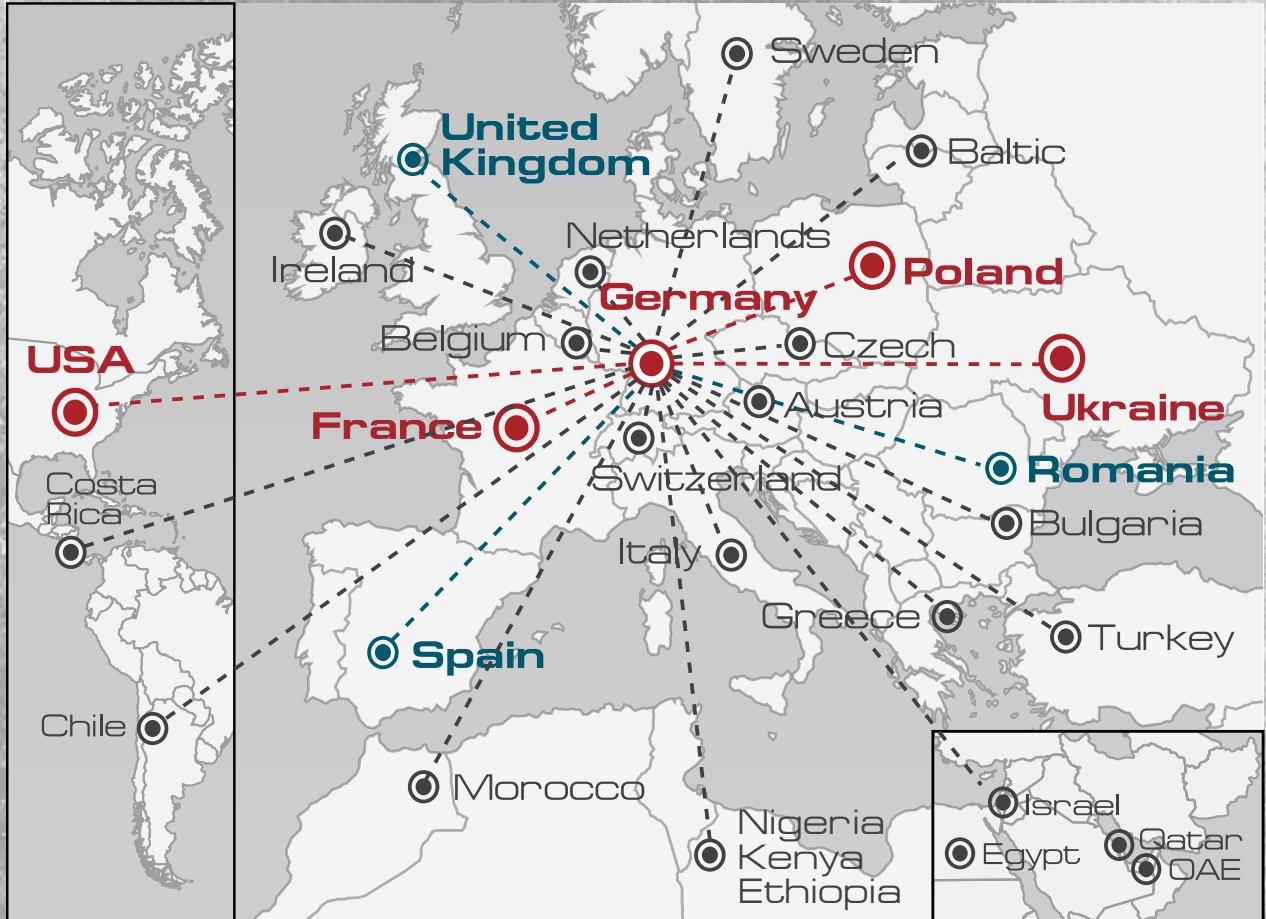 Sweden
United
Kingdom
Baltic
Netherlands
Ireland
Germany
Poland
Belgium
Czech
USA
Austria
Ukraine
France
Switzerland
Romania
Costa
Rica
Bulgaria
Italy
Greece
Turkey
Spain
Chile
Morocco
Israel
Nigeria
Kenya
Ethiopia
Egypt
Qatar
OAE